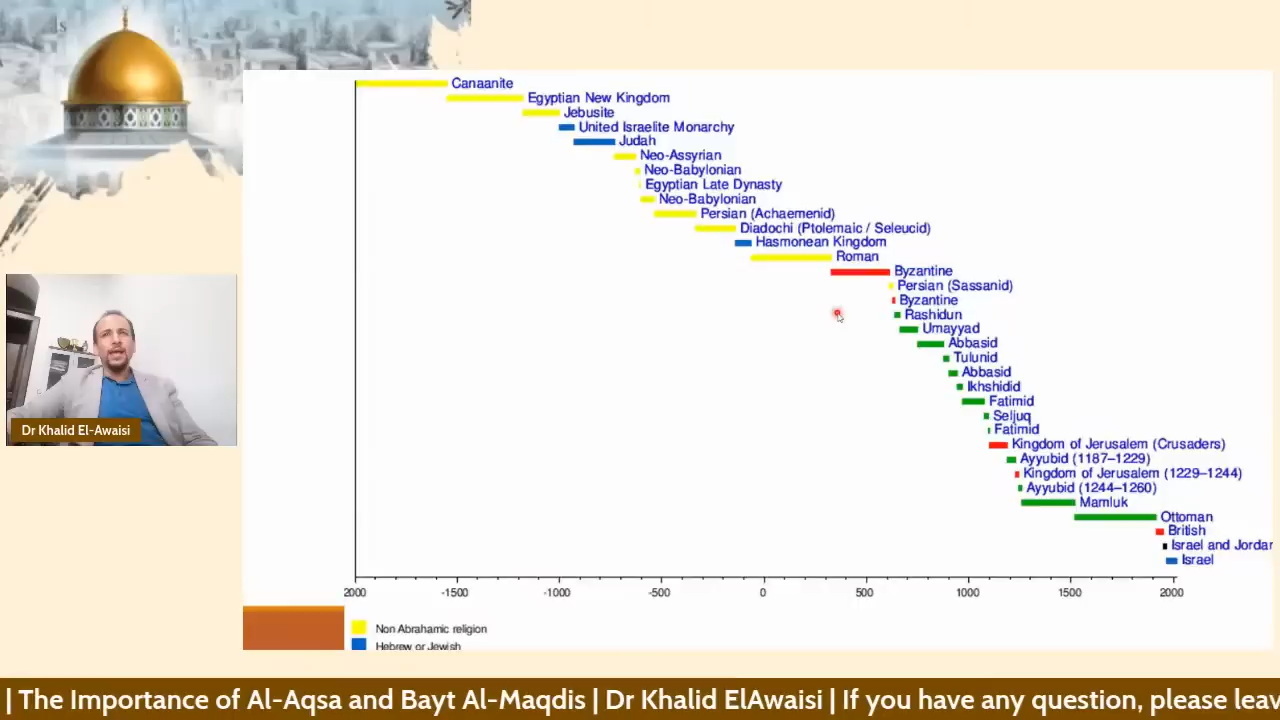 Canaanite
Egyptian New Kingdom
Jebusite
United Israelite Monarchy
Judah
Neo-Assyrian
Neo-Babylonian
Egyptian Late Dynasty
Neo-Babylonian
Persian (Achaemenid)
Diadochi (Ptolemaic / Seleucid)
Hasmonean Kingdom
Roman
Byzantine
Persian (Sassanid)
Byzantine
Rashidun
Umayyad
Abbasid
Tulunid
Abbasid
Ikhshidid
Fatimid
Seljuq
Fatimid
Kingdom of Jerusalem (Crusaders)
Ayyubid (1187–1229)
Kingdom of Jerusalem (1229–1244)
Ayyubid (1244–1260)
Mamluk
Ottoman
British
Israel and Jordan
Israel
2000 -1500 -1000 -500 0 500 1000 1500 2000
Non Abrahamic religion
Hebrew or Jewish
Dr Khalid El-Awaisi
| The Importance of Al-Aqsa and Bayt Al-Maqdis | Dr Khalid ElAwaisi | If you have any question, please leav